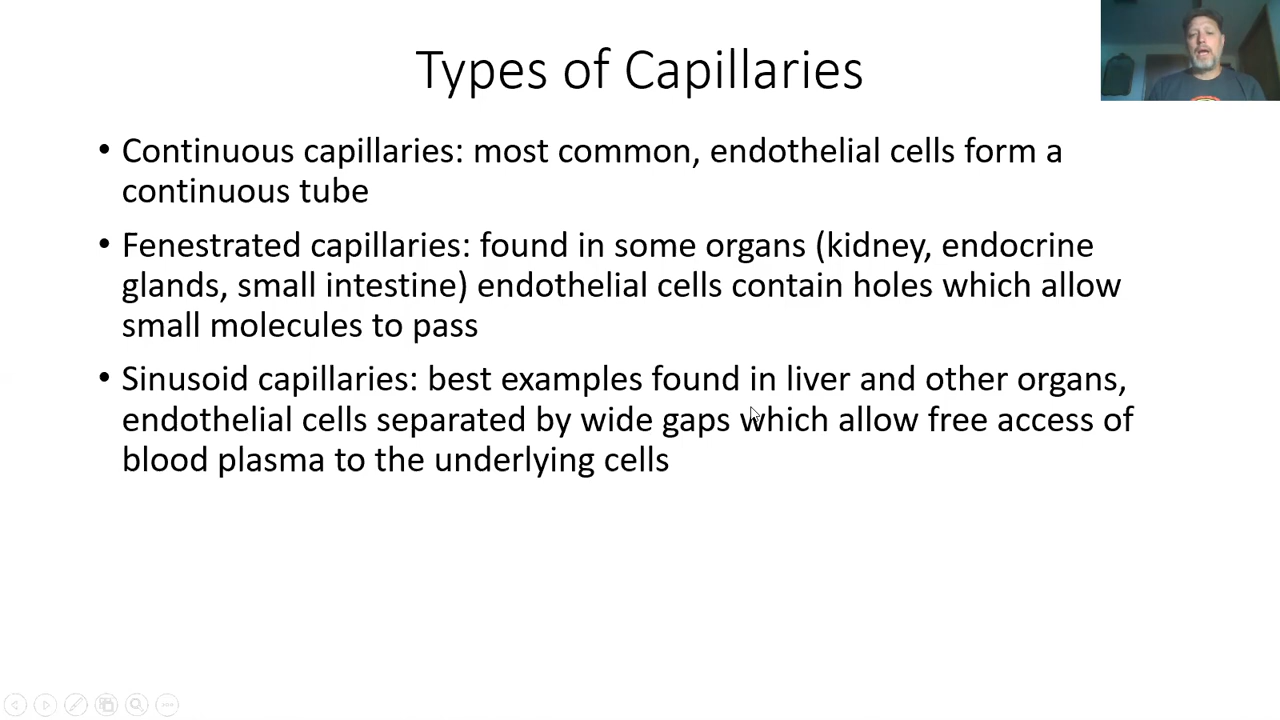 Types of Capillaries
• Continuous capillaries: most common, endothelial cells form a
continuous tube
• Fenestrated capillaries: found in some organs (kidney, endocrine
glands, small intestine) endothelial cells contain holes which allow
small molecules to pass
• Sinusoid capillaries: best examples found in liver and other organs,
endothelial cells separated by wide gaps which allow free access of
blood plasma to the underlying cells